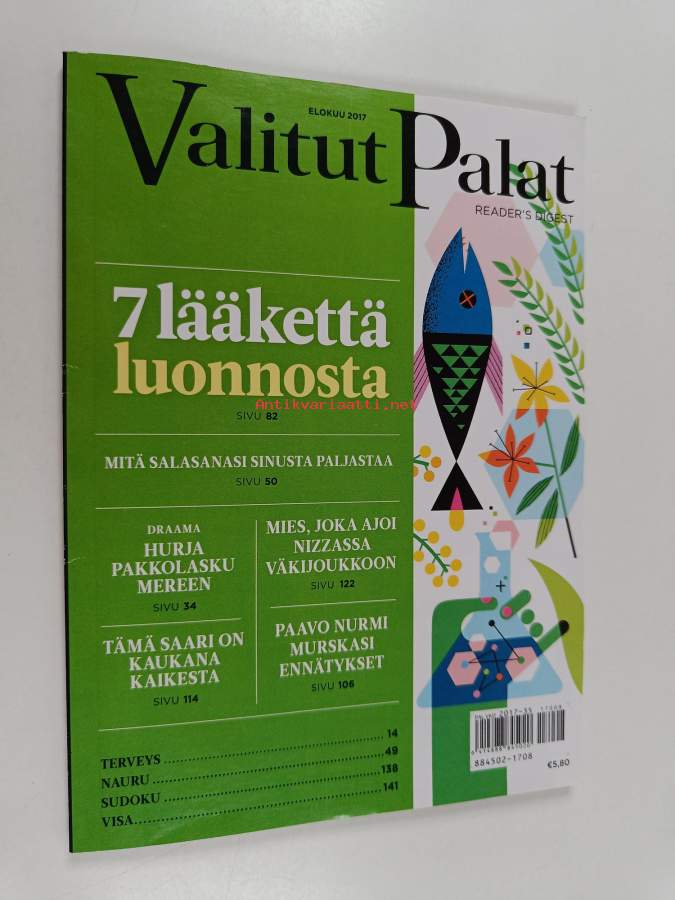 ELOKUU 2017
Valitut Palat
READER'S DIGEST
7 lääkettä
luonnosta
Antikvariaatti.net
SIVU 82
MITÄ SALASANASI SINUSTA PALJASTAA
SIVU 50
DRAAMA
HURJA
PAKKOLASKU
MEREEN
SIVU 34
MIES, JOKA AJOI
NIZZASSA
VÄKIJOUKKOON
SIVU 122
TÄMÄ SAARI ON
KAUKANA
KAIKESTA
SIVU 114
PAAVO NURMI
MURSKASI
ENNÄTYKSET
SIVU 106
TERVEYS 14
NAURU 49
SUDOKU 138
VISA 141
2017-35
884502-1708
€5,80